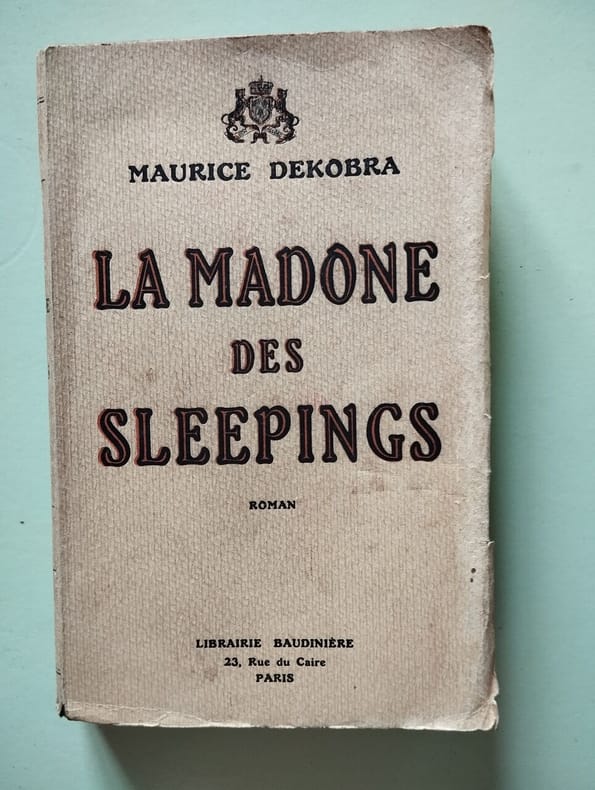 MAURICE DEKOBRA
LA MADONE
DES
SLEEPINGS
ROMAN
LIBRAIRIE BAUDINIÈRE
23, Rue du Caire
PARIS